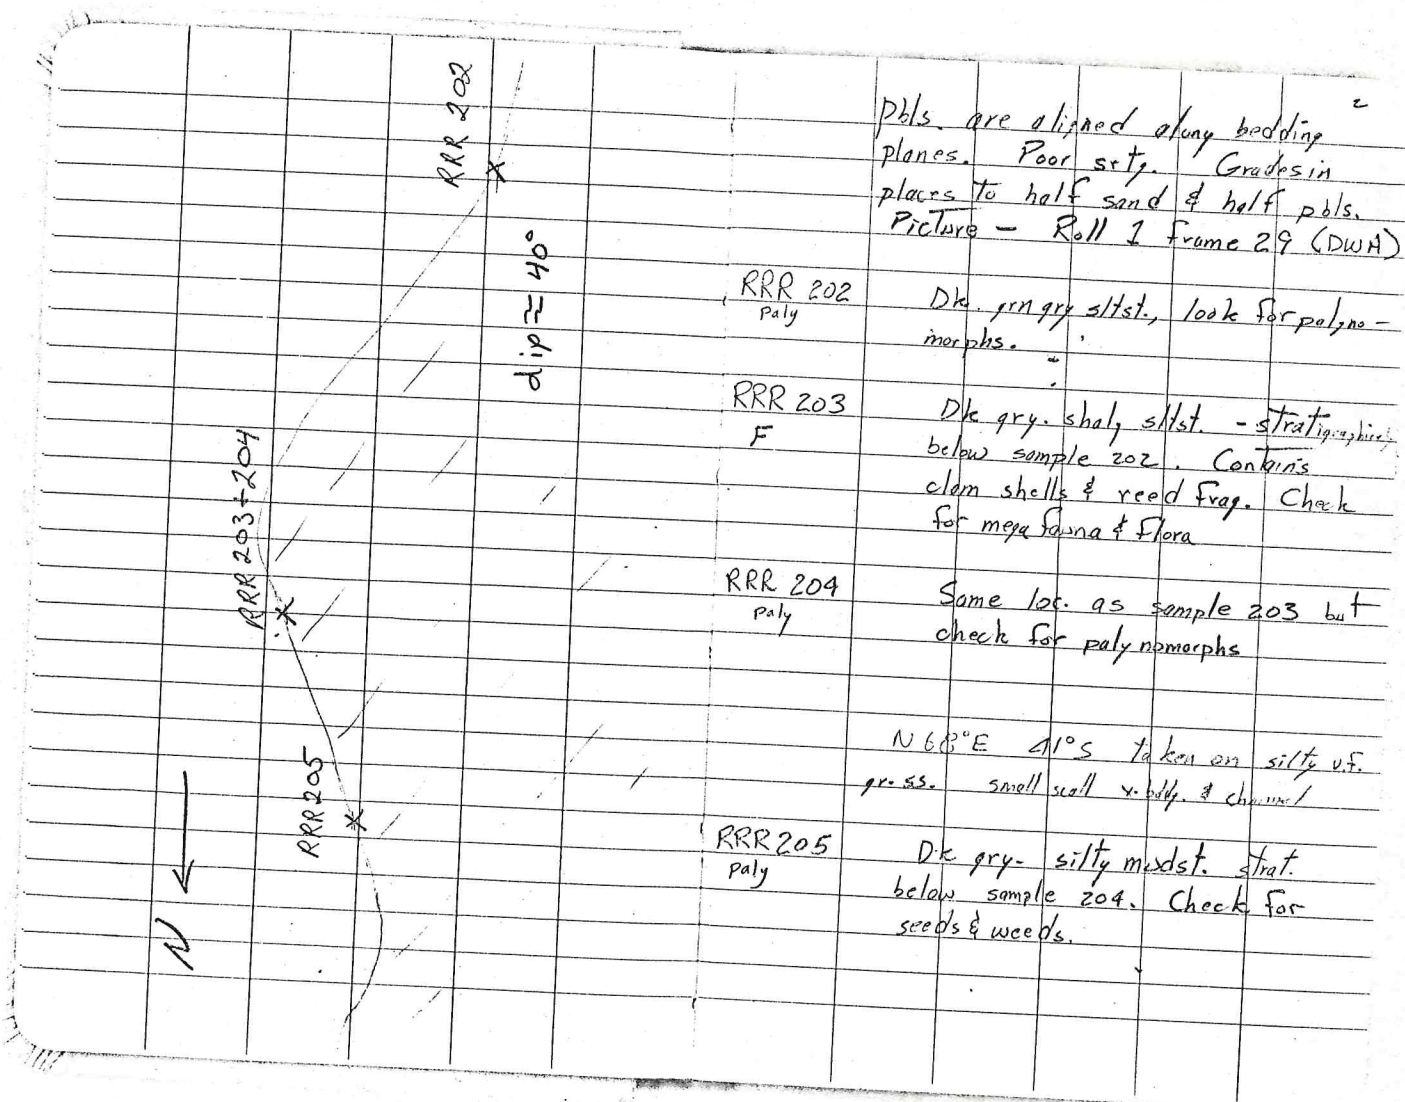 RRR 202
dip ≈ 40°
RRR 203+204
RRR 205
N
2
pbls. are aligned along bedding
planes. Poor srtg. Grades in
places to half sand & half pbls.
Picture - Roll 1 frame 29 (DWA)
RRR 202 Dk. grn gry sltst., look for palyno-
paly morphs.
RRR 203 Dk gry. shaly sltst. - stratigraphically
F below sample 202. Contains
clam shells & reed frag. Check
for mega fauna & flora
RRR 204 Same loc. as sample 203 but
paly check for palynomorphs
N 68°E 41°S taken on silty v.f.
gr. ss. small scall x. bddg. & channel
RRR 205 Dk gry- silty mudst. strat.
paly below sample 204. Check for
seeds & weeds.